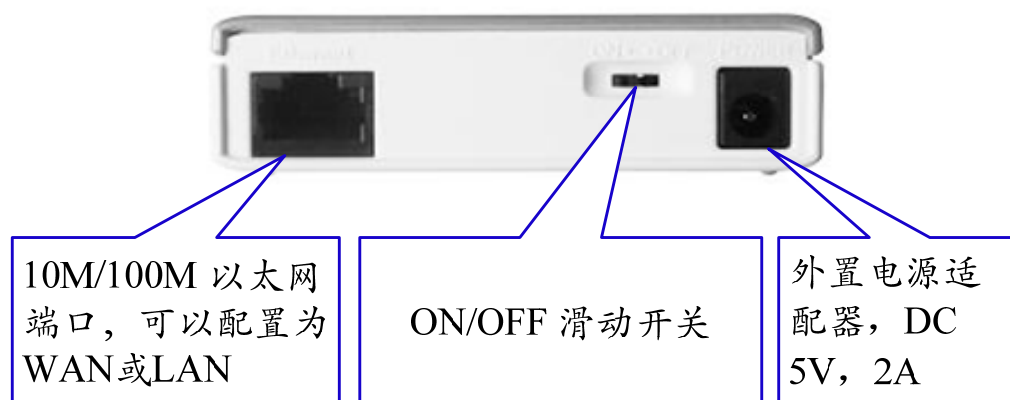 10M/100M 以太网
端口，可以配置为
WAN或LAN
ON/OFF 滑动开关
外置电源适
配器，DC
5V，2A